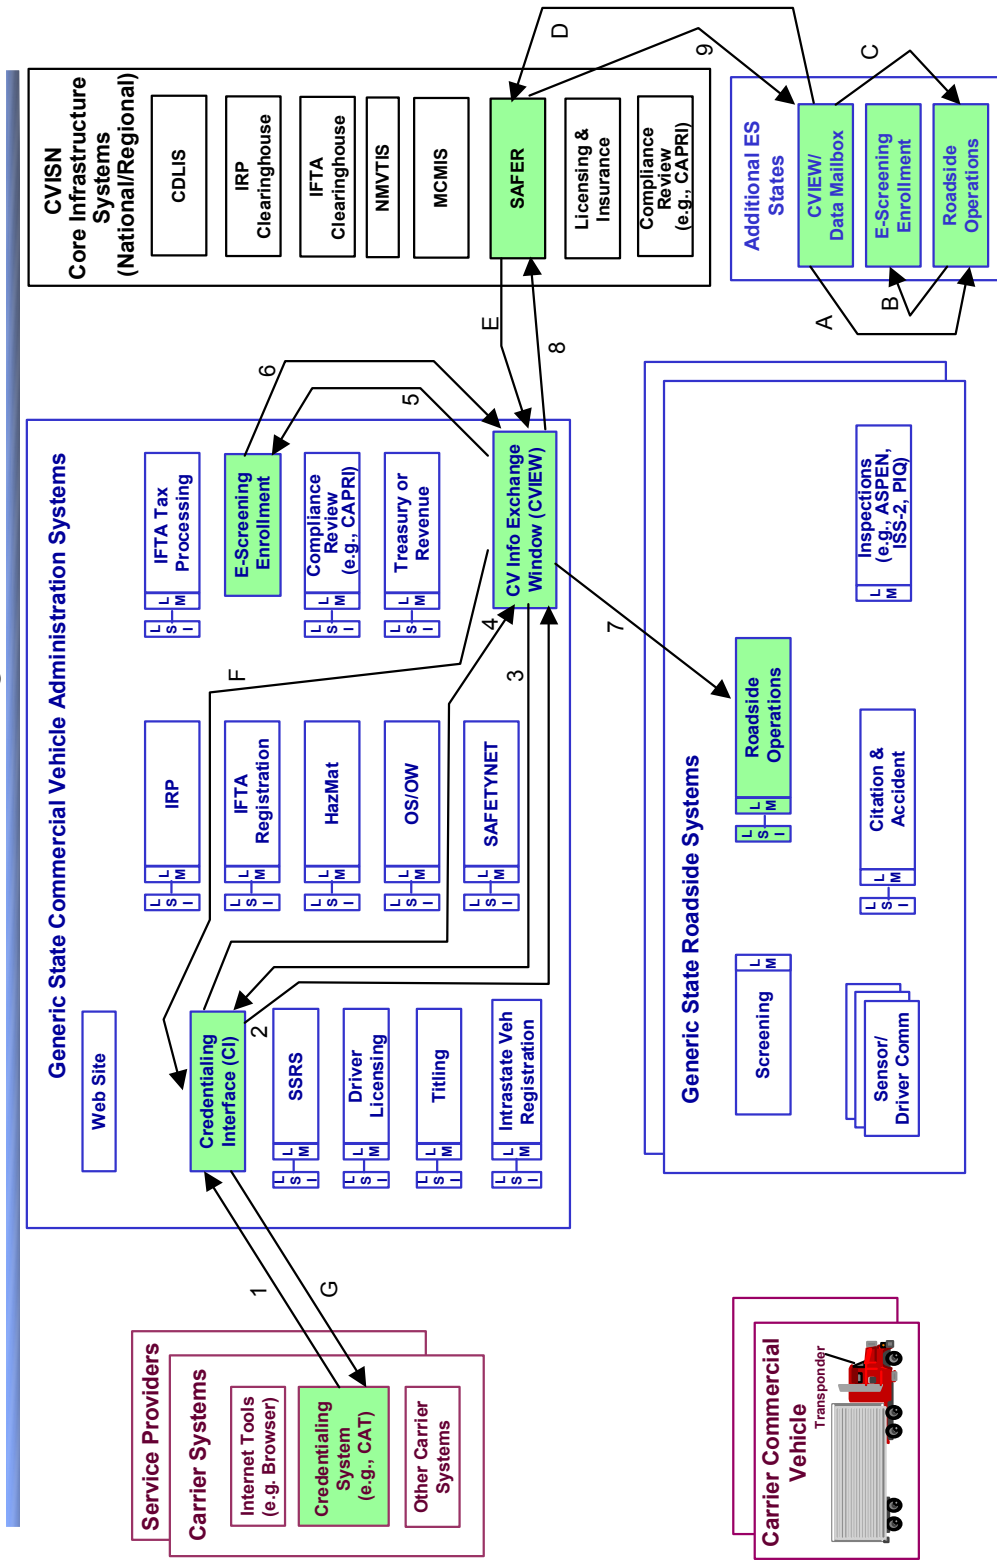 Service Providers
Carrier Systems
Internet Tools
(e.g. Browser)
Credentialing
System
(e.g., CAT)
Other Carrier
Systems
1
G
Carrier Commercial
Vehicle
Transponder
Generic State Commercial Vehicle Administration Systems
Web Site
Credentialing
Interface (CI)
2
SSRS
L
M
L
S
I
Driver
Licensing
L
M
L
S
I
Titling
L
M
L
S
I
Intrastate Veh
Registration
L
M
L
S
I
IRP
L
M
L
S
I
IFTA
Registration
L
M
L
S
I
HazMat
L
M
L
S
I
OS/OW
L
M
L
S
I
SAFETYNET
L
M
L
S
I
F
3
4
IFTA Tax
Processing
L
M
L
S
I
E-Screening
Enrollment
Compliance
Review
(e.g., CAPRI)
L
M
L
S
I
Treasury or
Revenue
L
M
L
S
I
CV Info Exchange
Window (CVIEW)
5
6
7
8
E
Generic State Roadside Systems
Screening
L
M
Sensor/
Driver Comm
Roadside
Operations
L
M
L
S
I
Citation &
Accident
L
M
L
S
I
Inspections
(e.g., ASPEN,
ISS-2, PIQ)
L
M
CVISN
Core Infrastructure
Systems
(National/Regional)
CDLIS
IRP
Clearinghouse
IFTA
Clearinghouse
NMVTIS
MCMIS
SAFER
Licensing &
Insurance
Compliance
Review
(e.g., CAPRI)
D
9
Additional ES
States
CVIEW/
Data Mailbox
E-Screening
Enrollment
Roadside
Operations
A
B
C